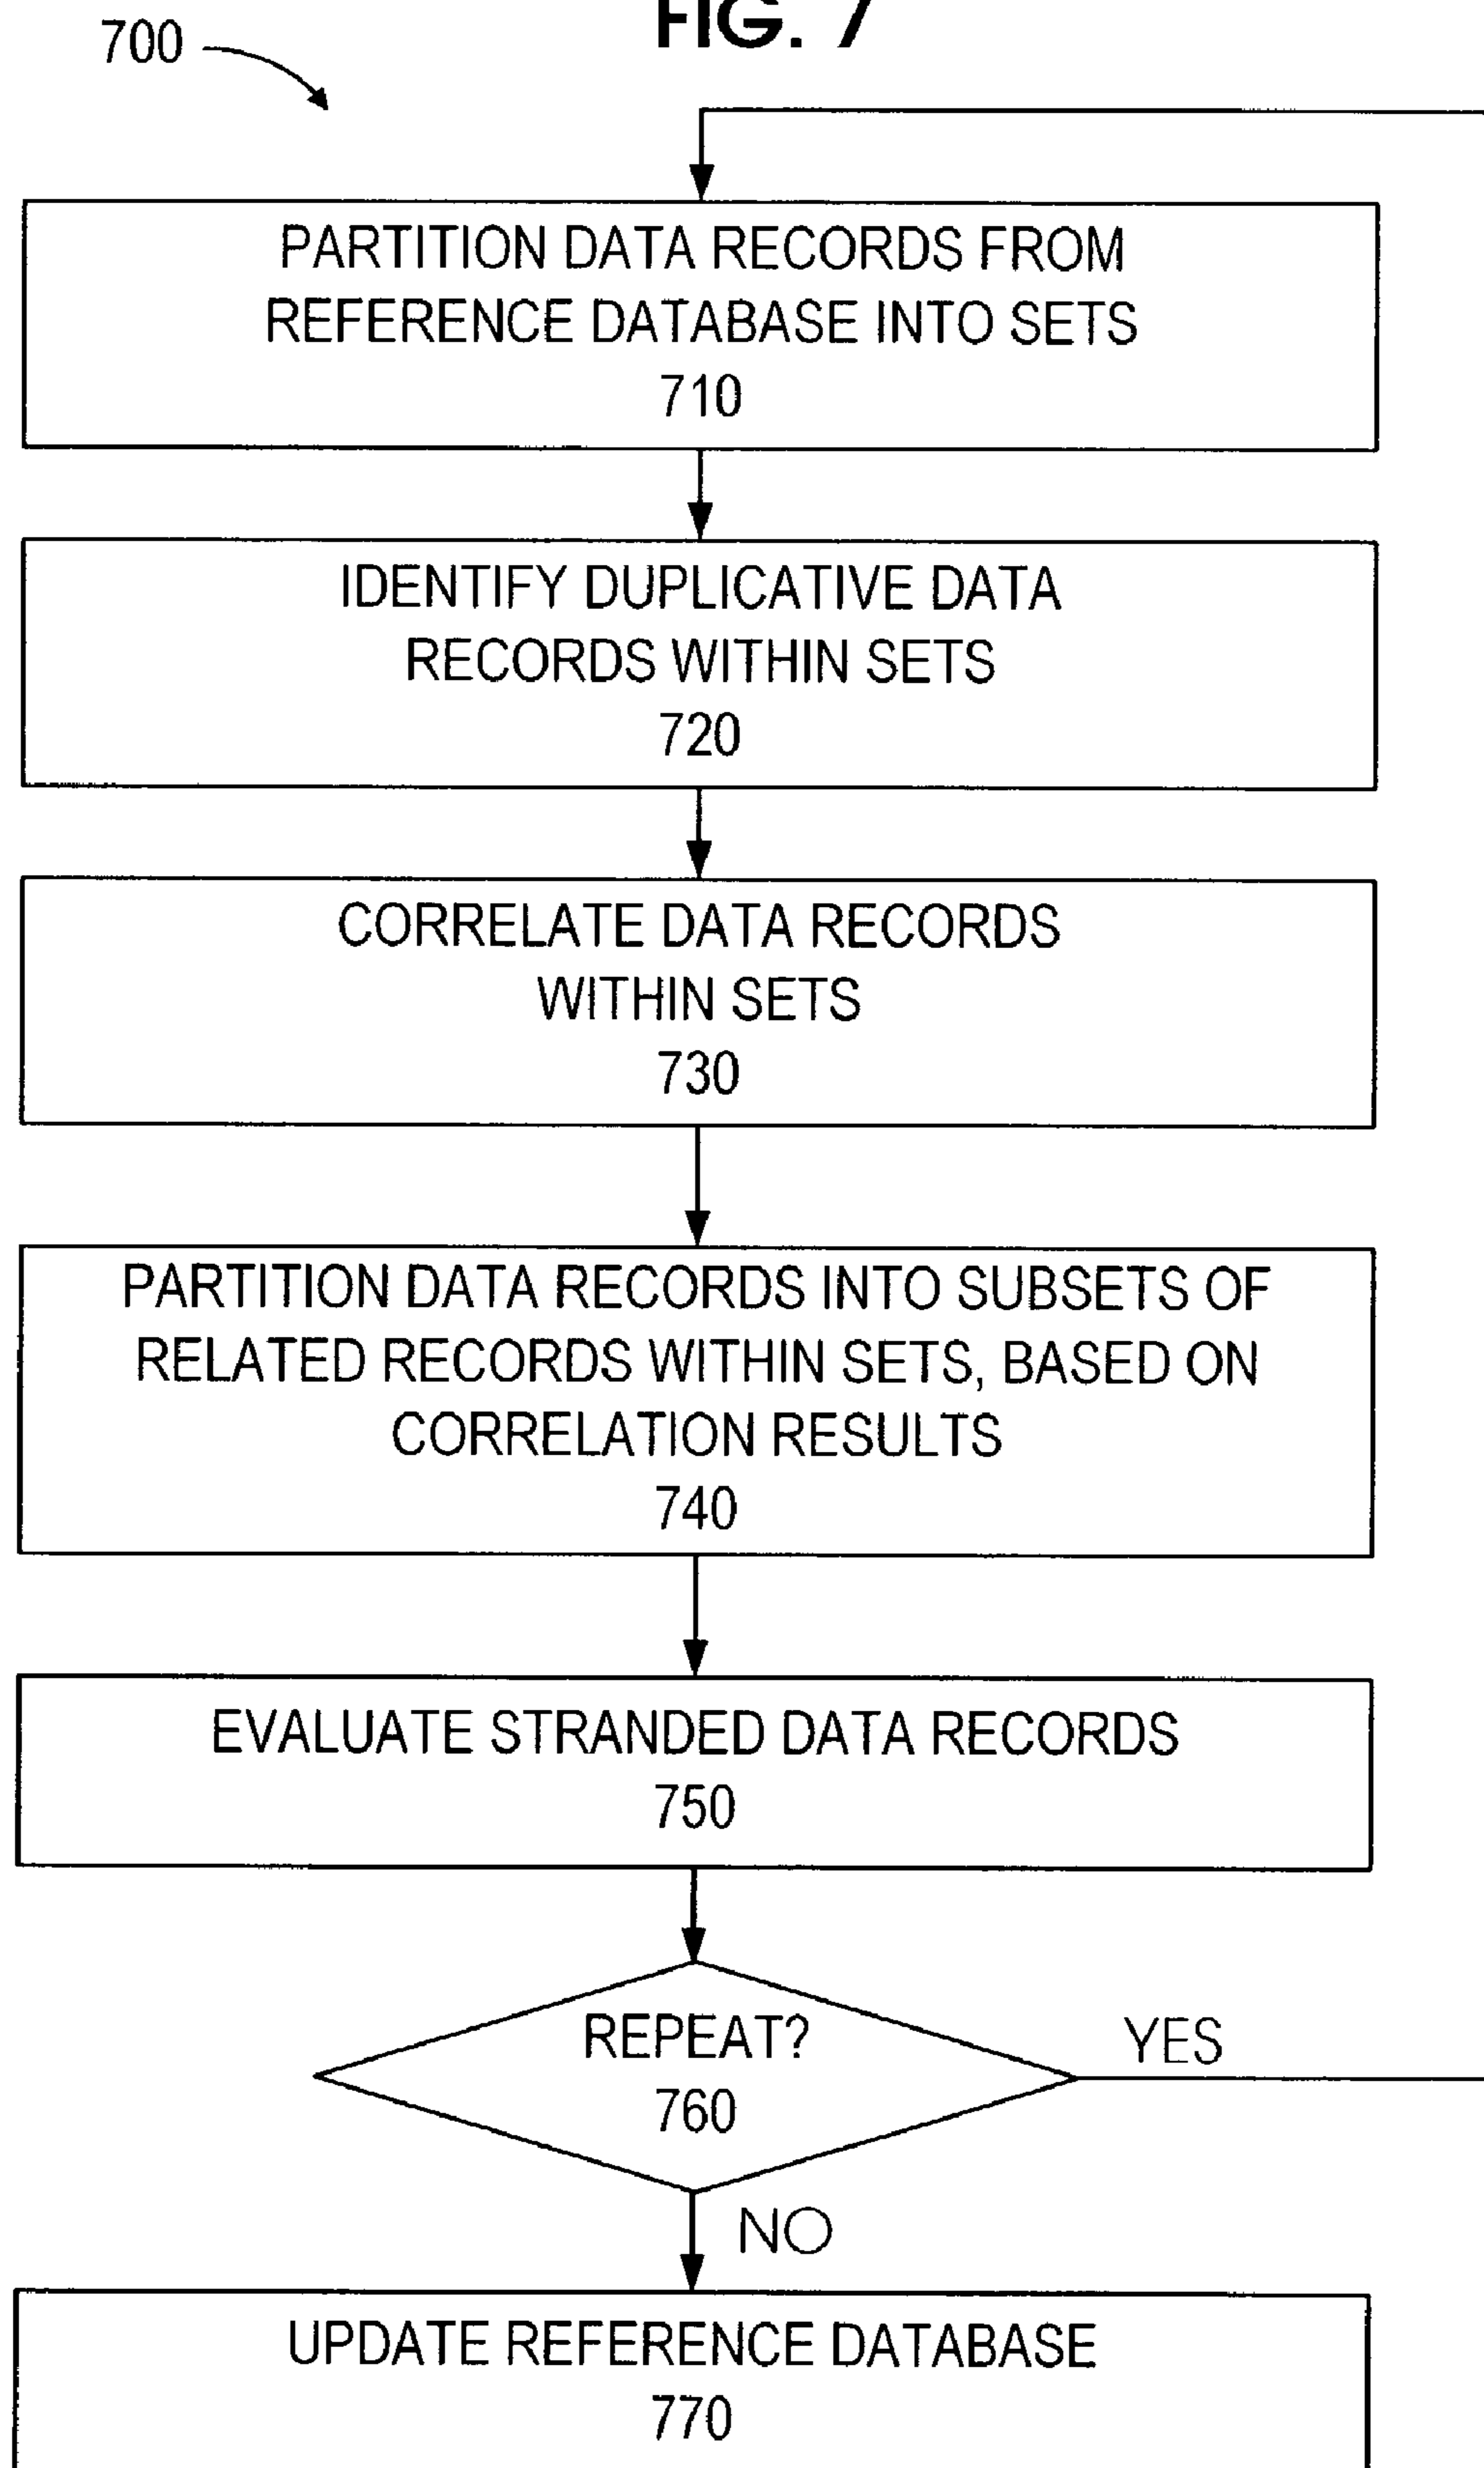 FIG. 7
700
PARTITION DATA RECORDS FROM
REFERENCE DATABASE INTO SETS
710
IDENTIFY DUPLICATIVE DATA
RECORDS WITHIN SETS
720
CORRELATE DATA RECORDS
WITHIN SETS
730
PARTITION DATA RECORDS INTO SUBSETS OF
RELATED RECORDS WITHIN SETS, BASED ON
CORRELATION RESULTS
740
EVALUATE STRANDED DATA RECORDS
750
REPEAT?
760
YES
NO
UPDATE REFERENCE DATABASE
770